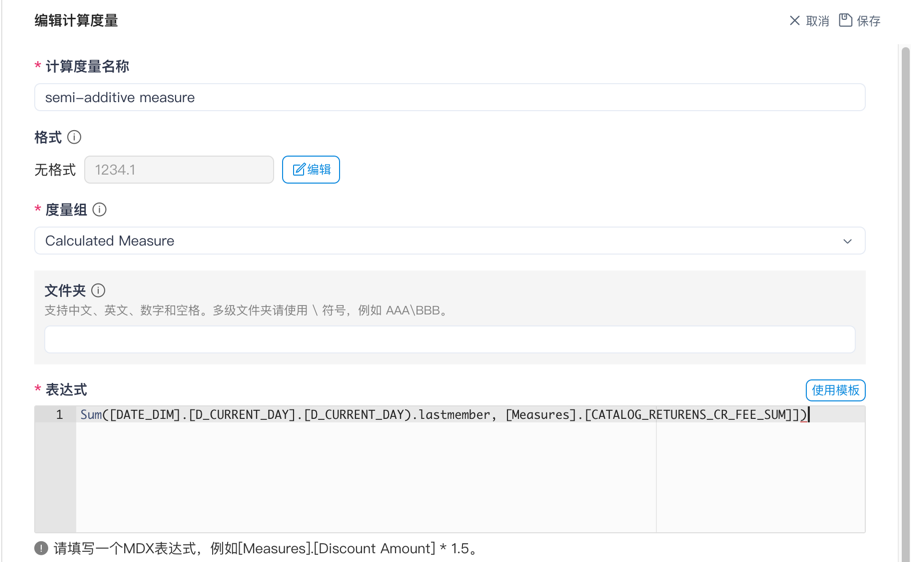 编辑计算度量
取消 保存
* 计算度量名称
semi-additive measure
格式
无格式 1234.1 编辑
* 度量组
Calculated Measure
文件夹
支持中文、英文、数字和空格。多级文件夹请使用 \ 符号，例如 AAA\BBB。
* 表达式 使用模板
1 Sum([DATE_DIM].[D_CURRENT_DAY].[D_CURRENT_DAY).lastmember, [Measures].[CATALOG_RETURENS_CR_FEE_SUM]])
请填写一个MDX表达式，例如[Measures].[Discount Amount] * 1.5。